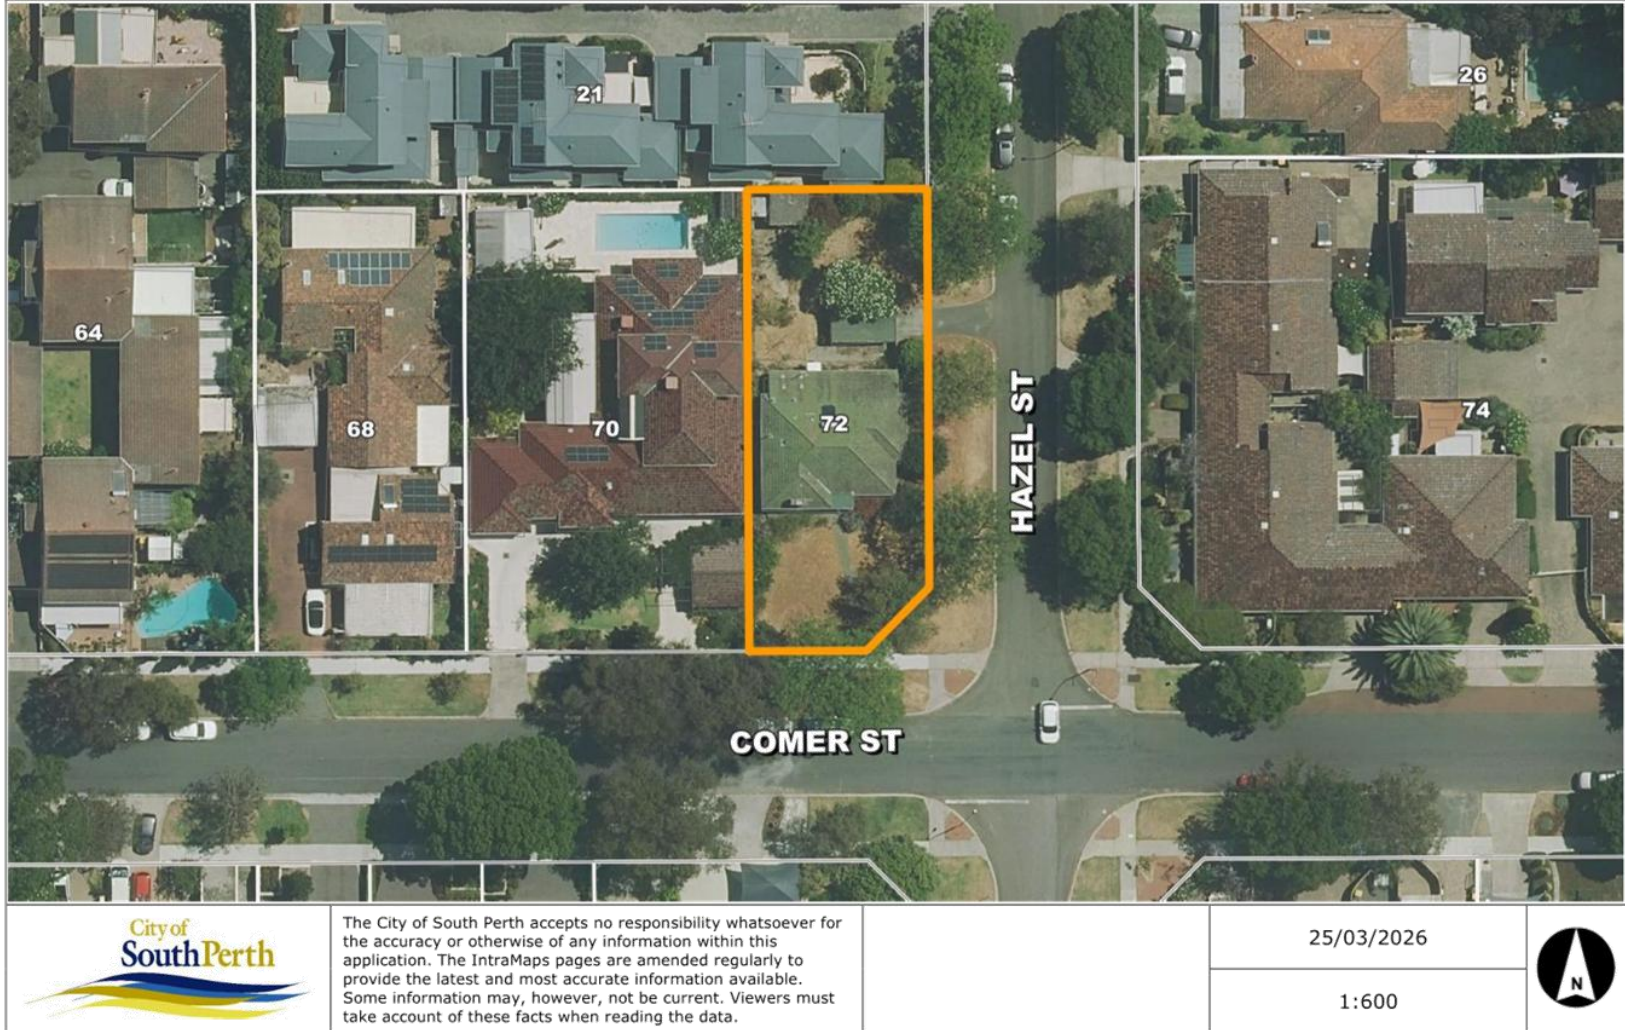 21
26
64
68
70
72
74
HAZEL ST
COMER ST
City of
South Perth
The City of South Perth accepts no responsibility whatsoever for
the accuracy or otherwise of any information within this
application. The IntraMaps pages are amended regularly to
provide the latest and most accurate information available.
Some information may, however, not be current. Viewers must
take account of these facts when reading the data.
25/03/2026
1:600
N